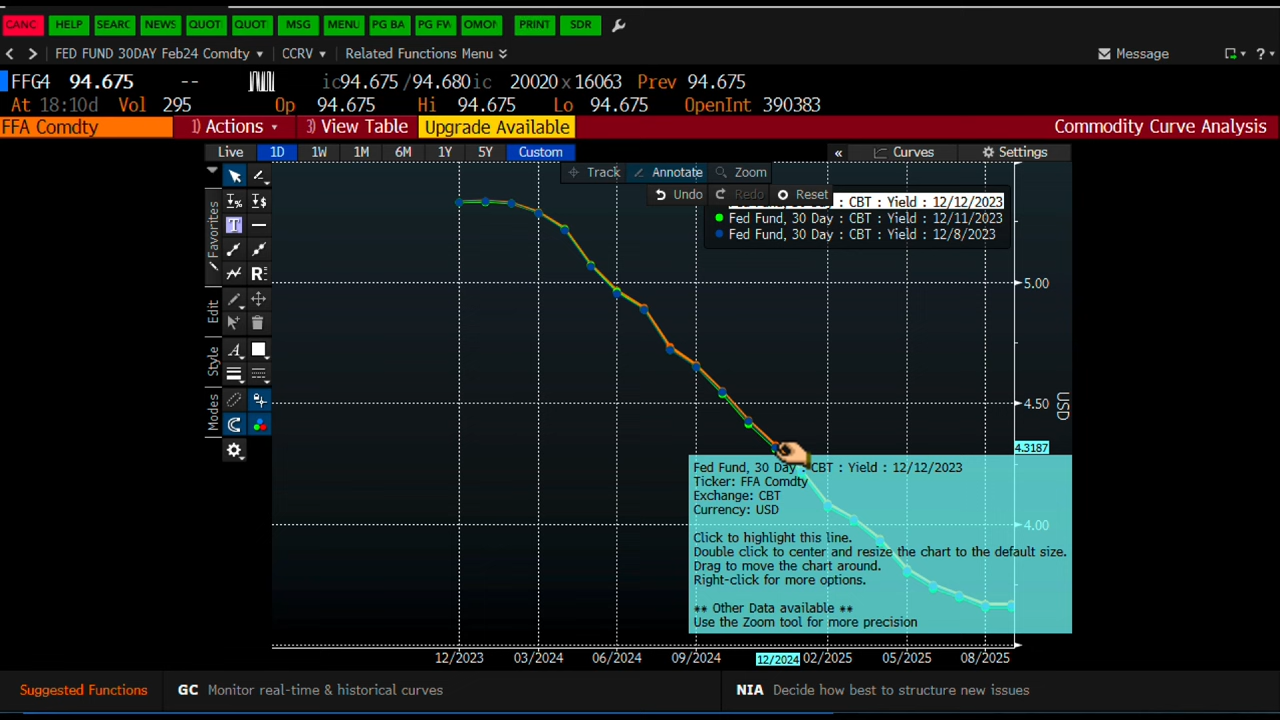 CANC HELP SEARC NEWS QUOT QUOT MSG MENU PG BA PG FW OMON PRINT SDR
FED FUND 30DAY Feb24 Comdty CCRV Related Functions Menu Message ?
FFG4 94.675 -- ic94.675 /94.680ic 20020x16063 Prev 94.675
At 18:10d Vol 295 Op 94.675 Hi 94.675 Lo 94.675 OpenInt 390383
FFA Comdty 1) Actions 3) View Table Upgrade Available Commodity Curve Analysis
Live 1D 1W 1M 6M 1Y 5Y Custom « Curves Settings
Track Annotate Zoom
Undo Redo Reset
: CBT : Yield : 12/12/2023
Fed Fund, 30 Day : CBT : Yield : 12/11/2023
Fed Fund, 30 Day : CBT : Yield : 12/8/2023
Favorites
Edit
Style
Modes
5.00
4.50
USD
4.3187
4.00
Fed Fund, 30 Day : CBT : Yield : 12/12/2023
Ticker: FFA Comdty
Exchange: CBT
Currency: USD
Click to highlight this line.
Double click to center and resize the chart to the default size.
Drag to move the chart around.
Right-click for more options.
** Other Data available **
Use the Zoom tool for more precision
12/2023 03/2024 06/2024 09/2024 12/2024 02/2025 05/2025 08/2025
Suggested Functions GC Monitor real-time & historical curves NIA Decide how best to structure new issues